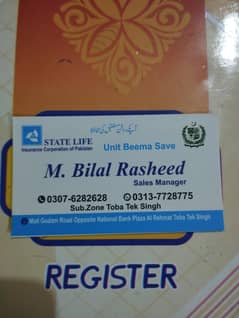 STATE LIFE
Insurance Corporation of Pakistan
Unit Beema Save
M. Bilal Rasheed
Sales Manager
0307-6282628 0313-7728775
Sub.Zone Toba Tek Singh
Mall Godam Road Opposite National Bank Plaza Al Rehmat Toba Tek Singh
REGISTER